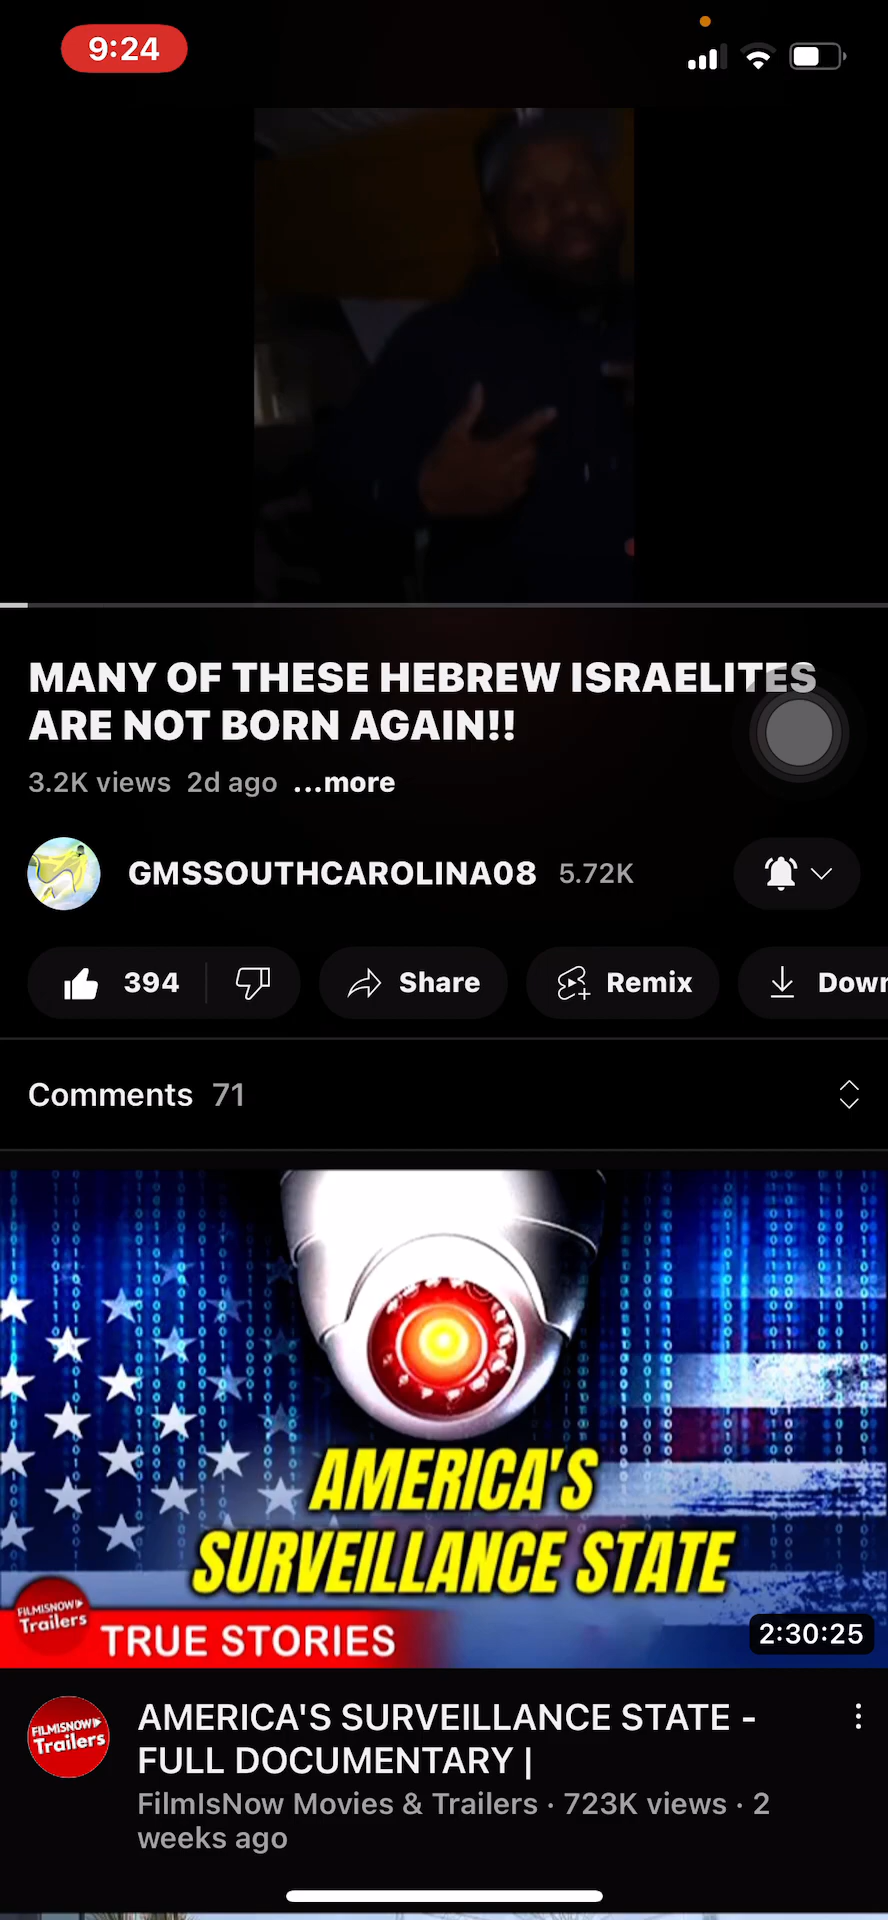 9:24
MANY OF THESE HEBREW ISRAELITES
ARE NOT BORN AGAIN!!
3.2K views 2d ago ...more
GMSSOUTHCAROLINA08 5.72K
394 Share Remix Down
Comments 71
AMERICA'S
SURVEILLANCE STATE
FILMISNOW
Trailers
TRUE STORIES
2:30:25
FILMISNOW
Trailers
AMERICA'S SURVEILLANCE STATE -
FULL DOCUMENTARY |
FilmIsNow Movies & Trailers · 723K views · 2
weeks ago